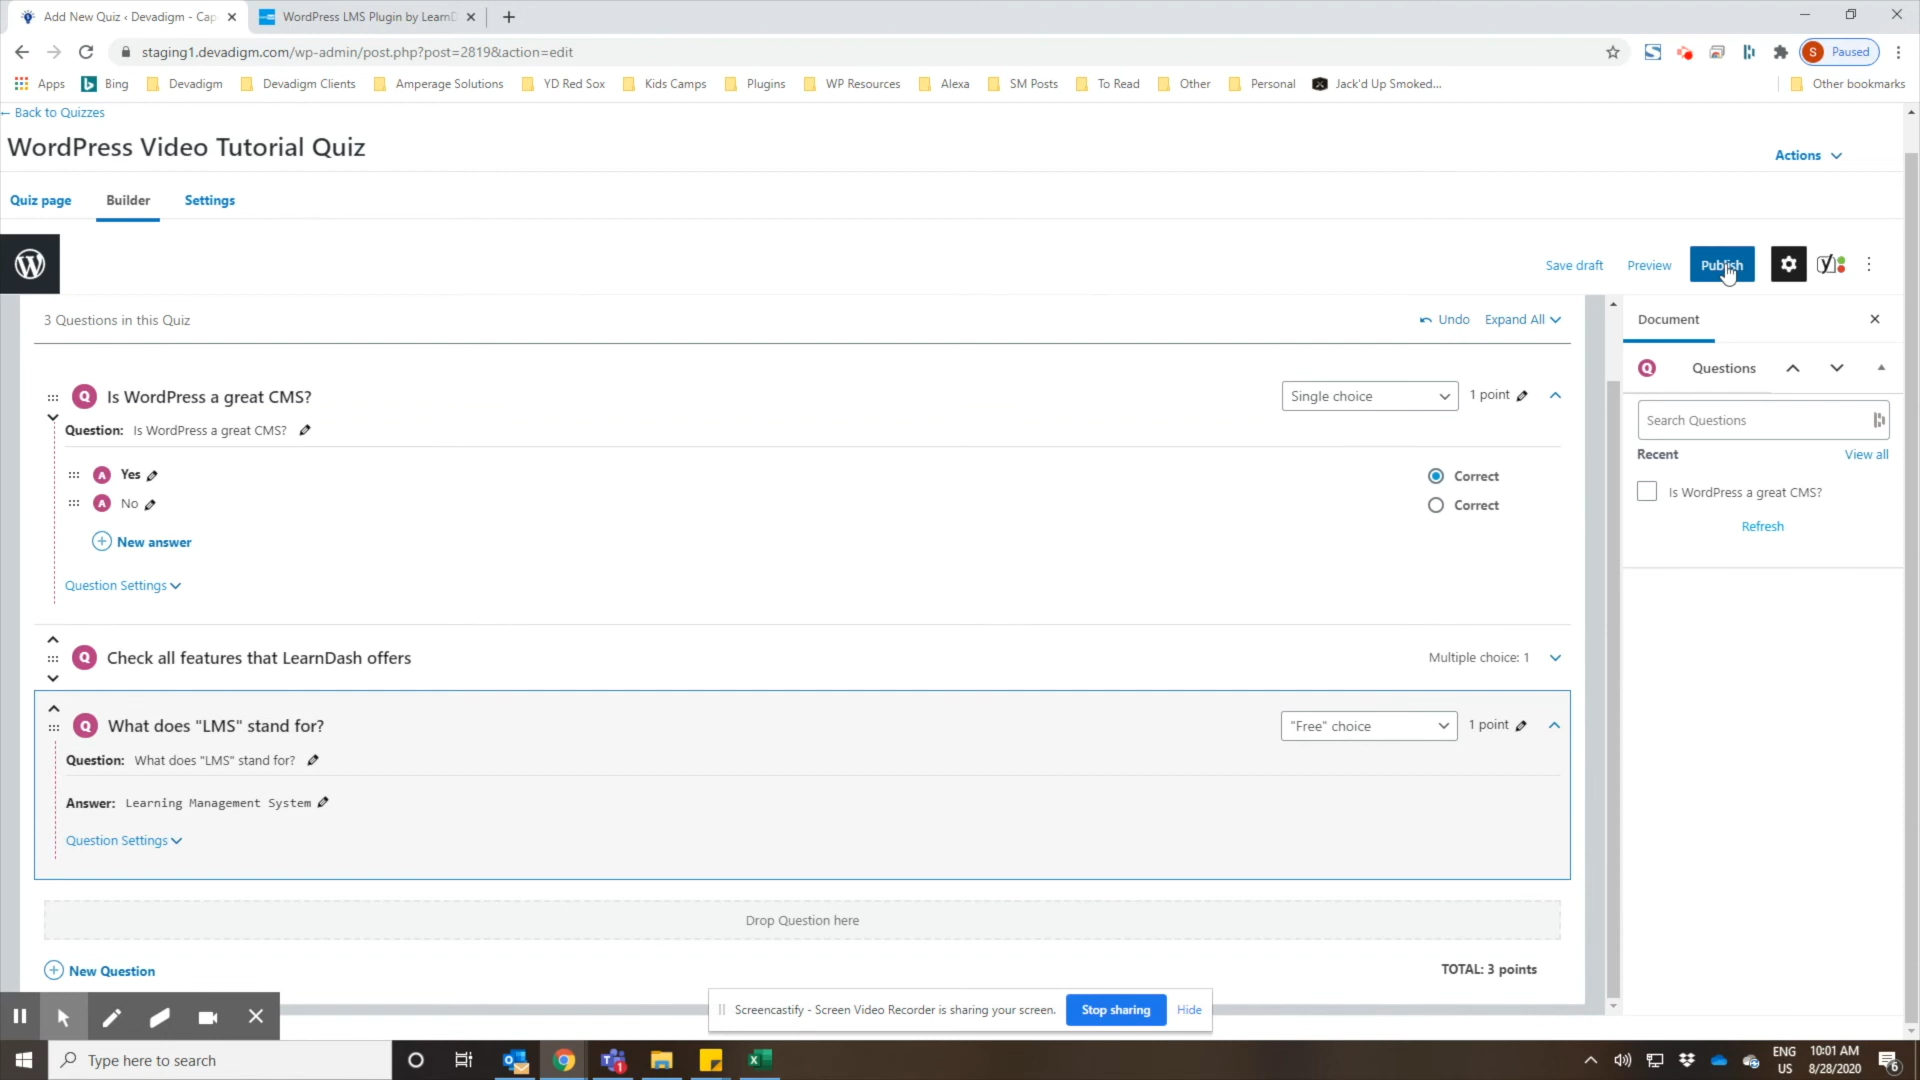 Add New Quiz ‹ Devadigm - Cap
WordPress LMS Plugin by LearnD
staging1.devadigm.com/wp-admin/post.php?post=2819&action=edit
S Paused
Apps
Bing
Devadigm
Devadigm Clients
Amperage Solutions
YD Red Sox
Kids Camps
Plugins
WP Resources
Alexa
SM Posts
To Read
Other
Personal
Jack'd Up Smoked...
Other bookmarks
← Back to Quizzes
WordPress Video Tutorial Quiz
Actions
Quiz page
Builder
Settings
Save draft
Preview
Publish
3 Questions in this Quiz
Undo
Expand All
Q Is WordPress a great CMS?
Single choice
1 point
Question: Is WordPress a great CMS?
A Yes
Correct
A No
Correct
New answer
Question Settings
Q Check all features that LearnDash offers
Multiple choice: 1
Q What does "LMS" stand for?
"Free" choice
1 point
Question: What does "LMS" stand for?
Answer: Learning Management System
Question Settings
Drop Question here
New Question
TOTAL: 3 points
Document
Q Questions
Search Questions
Recent
View all
Is WordPress a great CMS?
Refresh
Screencastify - Screen Video Recorder is sharing your screen.
Stop sharing
Hide
Type here to search
ENG
US
10:01 AM
8/28/2020
6